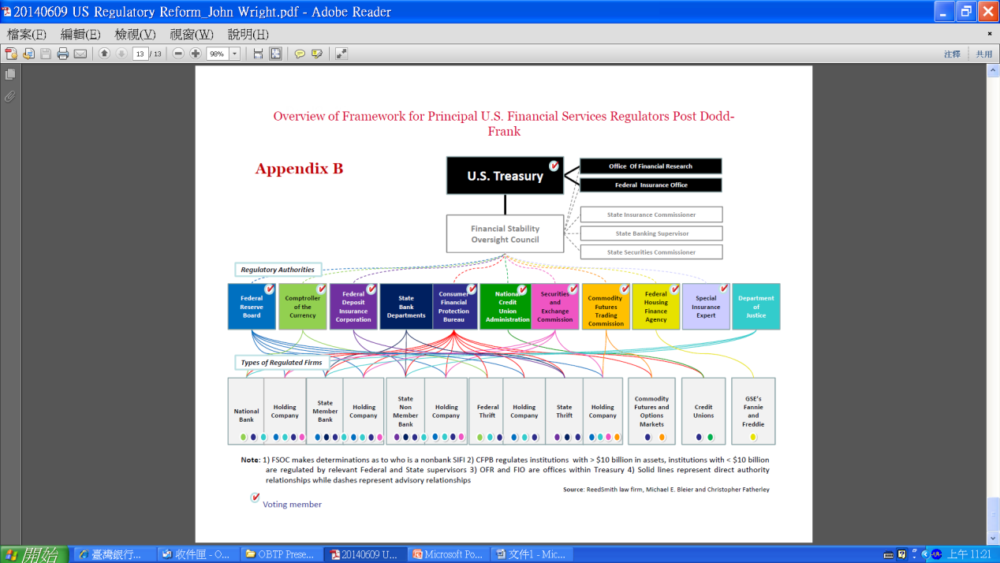 20140609 US Regulatory Reform_John Wright.pdf - Adobe Reader
檔案(F) 編輯(E) 檢視(V) 視窗(W) 說明(H)
13 / 13 98% 注釋 共用
Overview of Framework for Principal U.S. Financial Services Regulators Post Dodd-
Frank
Appendix B
U.S. Treasury
Office Of Financial Research
Federal Insurance Office
Financial Stability
Oversight Council
State Insurance Commissioner
State Banking Supervisor
State Securities Commissioner
Regulatory Authorities
Federal
Reserve
Board
Comptroller
of the
Currency
Federal
Deposit
Insurance
Corporation
State
Bank
Departments
Consumer
Financial
Protection
Bureau
National
Credit
Union
Administration
Securities
and
Exchange
Commission
Commodity
Futures
Trading
Commission
Federal
Housing
Finance
Agency
Special
Insurance
Expert
Department
of
Justice
Types of Regulated Firms
National
Bank
Holding
Company
State
Member
Bank
Holding
Company
State
Non
Member
Bank
Holding
Company
Federal
Thrift
Holding
Company
State
Thrift
Holding
Company
Commodity
Futures and
Options
Markets
Credit
Unions
GSE's
Fannie
and
Freddie
Note: 1) FSOC makes determinations as to who is a nonbank SIFI 2) CFPB regulates institutions with > $10 billion in assets, institutions with < $10 billion
are regulated by relevant Federal and State supervisors 3) OFR and FIO are offices within Treasury 4) Solid lines represent direct authority
relationships while dashes represent advisory relationships
Source: ReedSmith law firm, Michael E. Bleier and Christopher Fatherley
Voting member
開始 臺灣銀行... 收件匣 - O... OBTP Prese... 20140609 U... Microsoft Po... 文件1 - Mic... 上午 11:21